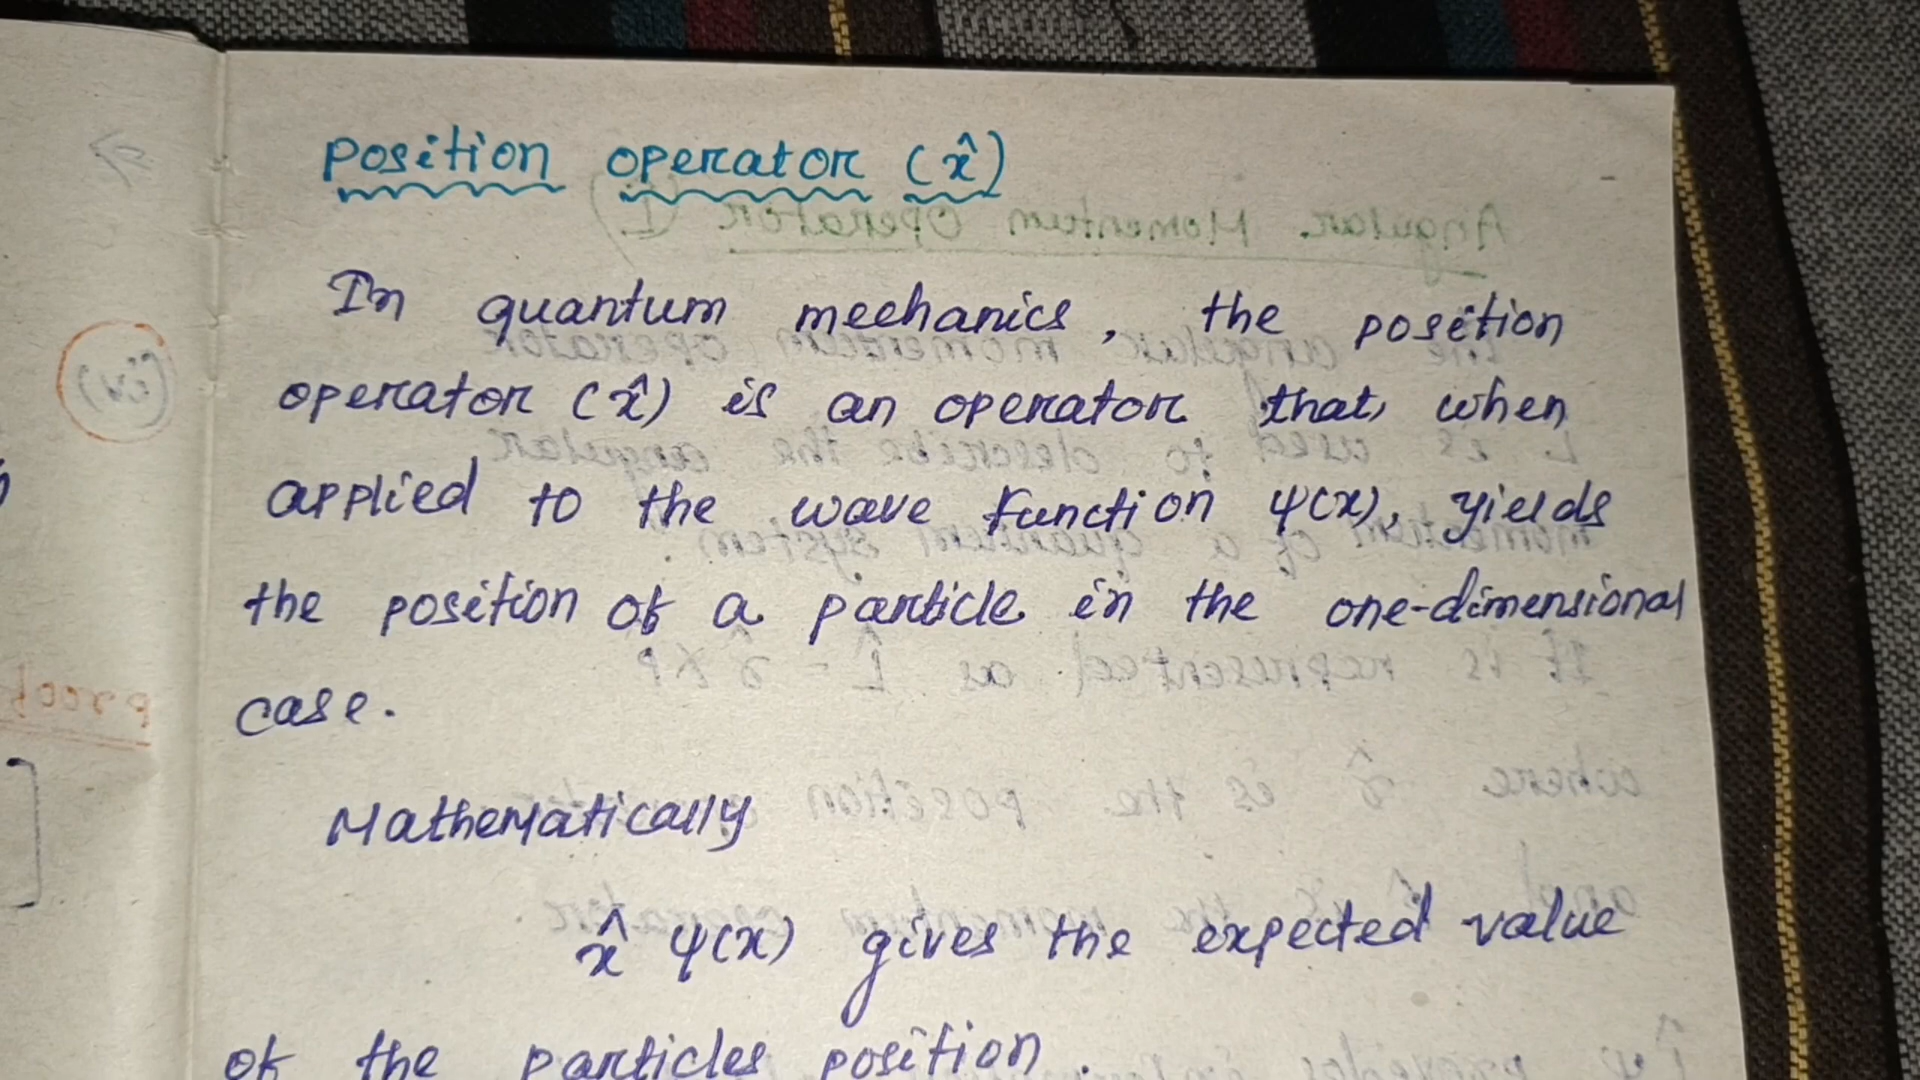 Position operator (x̂)
In quantum mechanics, the position
operator (x̂) is an operator that, when
applied to the wave function ψ(x), yields
the position of a particle in the one-dimensional
case.
Mathematically
x̂ ψ(x) gives the expected value
of the particles position.